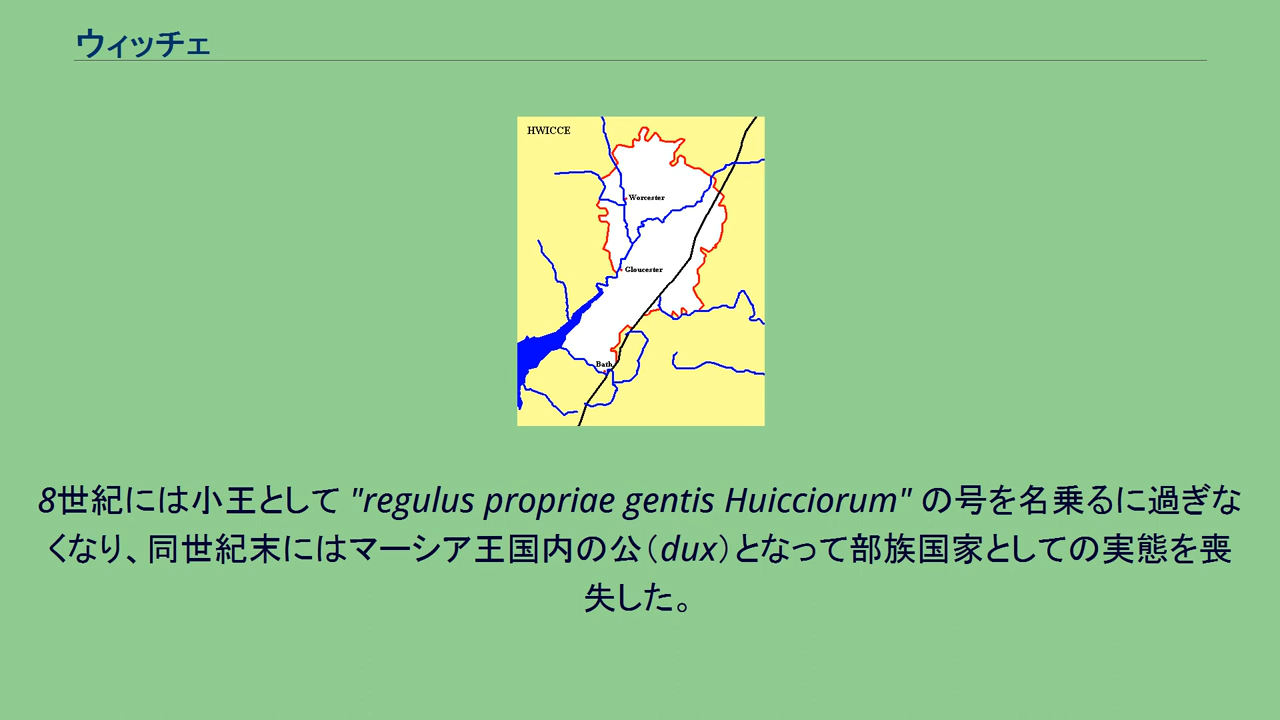 ウィッチェ
HWICCE
Worcester
Gloucester
Bath
8世紀には小王として "regulus propriae gentis Huicciorum" の号を名乗るに過ぎな
くなり、同世紀末にはマーシア王国内の公（dux）となって部族国家としての実態を喪
失した。